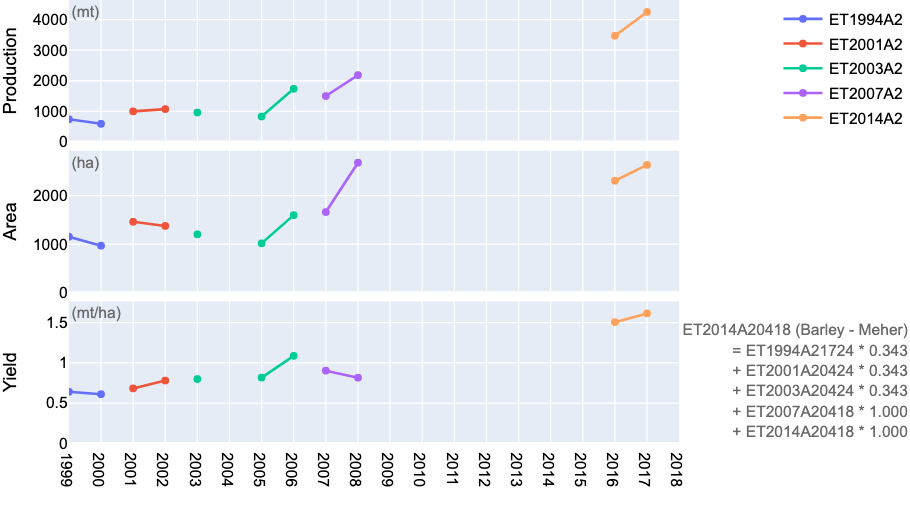 (mt)
Production
4000
3000
2000
1000
0
ET1994A2
ET2001A2
ET2003A2
ET2007A2
ET2014A2
(ha)
Area
2000
1000
0
(mt/ha)
Yield
1.5
1
0.5
0
ET2014A20418 (Barley - Meher)
= ET1994A21724 * 0.343
+ ET2001A20424 * 0.343
+ ET2003A20424 * 0.343
+ ET2007A20418 * 1.000
+ ET2014A20418 * 1.000
1999 2000 2001 2002 2003 2004 2005 2006 2007 2008 2009 2010 2011 2012 2013 2014 2015 2016 2017 2018